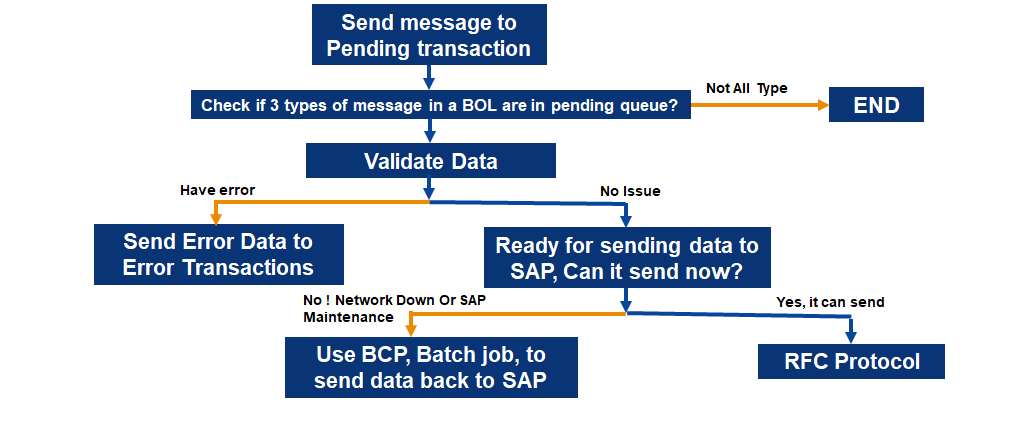 Send message to
Pending transaction
Check if 3 types of message in a BOL are in pending queue?
Not All Type
END
Validate Data
Have error
No Issue
Send Error Data to
Error Transactions
Ready for sending data to
SAP, Can it send now?
No ! Network Down Or SAP
Maintenance
Yes, it can send
Use BCP, Batch job, to
send data back to SAP
RFC Protocol